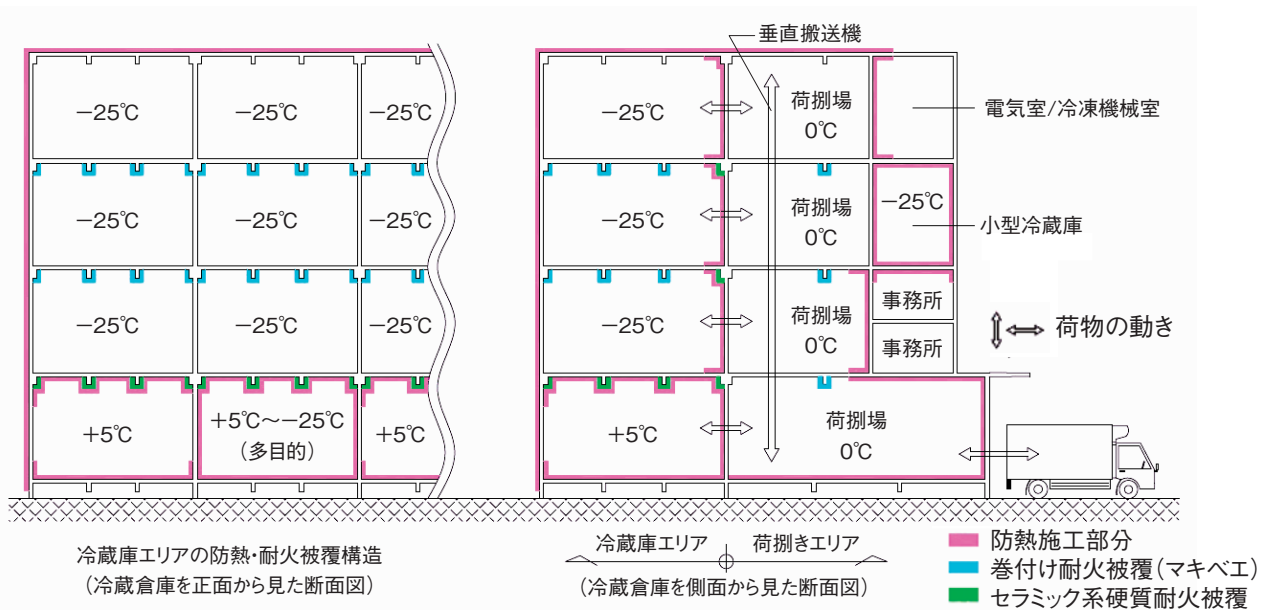 垂直搬送機
−25℃
−25℃
−25℃
−25℃
荷捌場
0℃
電気室/冷凍機械室
−25℃
−25℃
−25℃
−25℃
荷捌場
0℃
−25℃
小型冷蔵庫
−25℃
−25℃
−25℃
−25℃
荷捌場
0℃
事務所
事務所
荷物の動き
+5℃
+5℃〜−25℃
(多目的)
+5℃
+5℃
荷捌場
0℃
冷蔵庫エリアの防熱・耐火被覆構造
(冷蔵倉庫を正面から見た断面図)
冷蔵庫エリア 荷捌きエリア
(冷蔵倉庫を側面から見た断面図)
防熱施工部分
巻付け耐火被覆(マキベエ)
セラミック系硬質耐火被覆